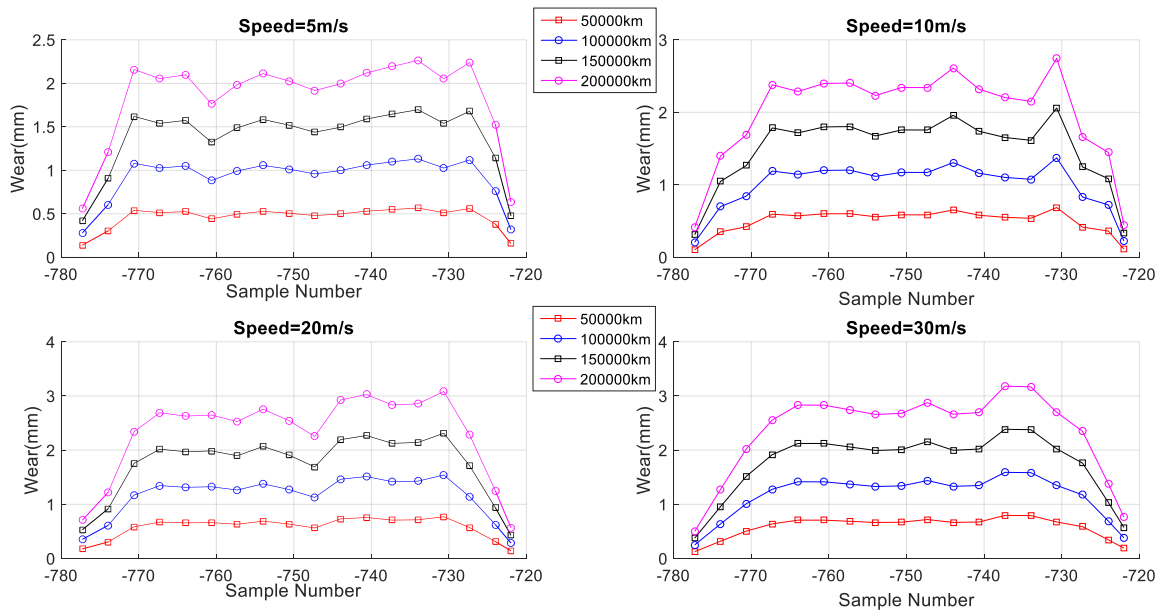 Speed=5m/s
Wear(mm)
2.5
2
1.5
1
0.5
0
-780
-770
-760
-750
-740
-730
-720
Sample Number
50000km
100000km
150000km
200000km
Speed=10m/s
Wear(mm)
3
2
1
0
-780
-770
-760
-750
-740
-730
-720
Sample Number
Speed=20m/s
Wear(mm)
4
3
2
1
0
-780
-770
-760
-750
-740
-730
-720
Sample Number
50000km
100000km
150000km
200000km
Speed=30m/s
Wear(mm)
4
3
2
1
0
-780
-770
-760
-750
-740
-730
-720
Sample Number